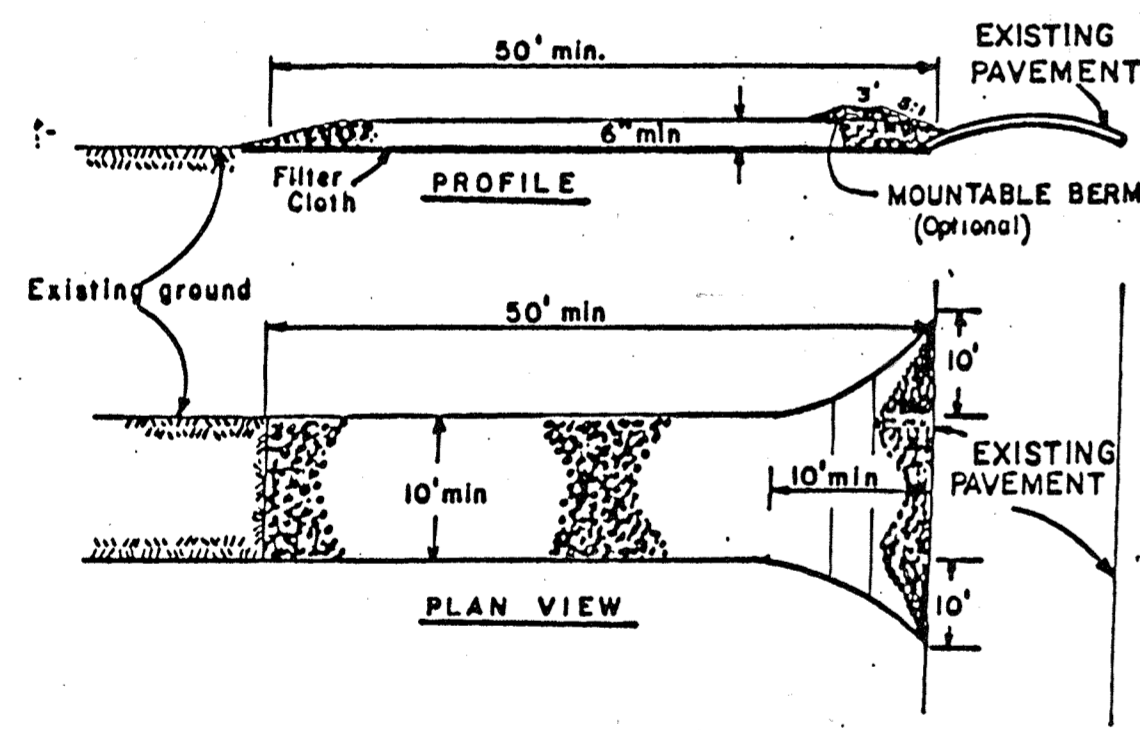 50' min.
EXISTING
PAVEMENT
3'
6" min
Filter
Cloth
PROFILE
MOUNTABLE BERM
(Optional)
Existing ground
50' min
10'
10' min
10' min
EXISTING
PAVEMENT
10'
PLAN VIEW